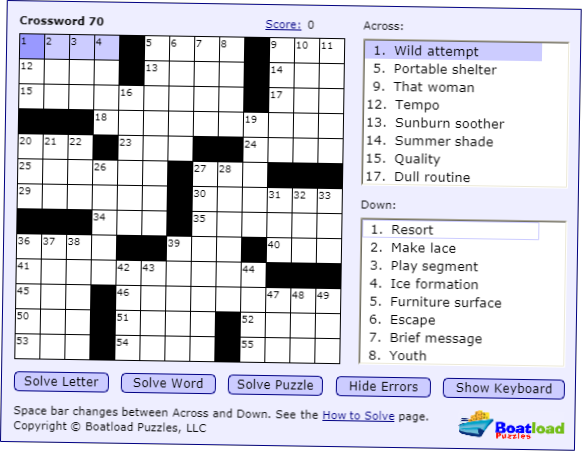 Crossword 70
Score: 0
1 2 3 4 5 6 7 8 9 10 11
12 13 14
15 16 17
18 19
20 21 22 23 24
25 26 27 28
29 30 31 32 33
34 35
36 37 38 39 40
41 42 43 44
45 46 47 48 49
50 51 52
53 54 55
Across:
1. Wild attempt
5. Portable shelter
9. That woman
12. Tempo
13. Sunburn soother
14. Summer shade
15. Quality
17. Dull routine
Down:
1. Resort
2. Make lace
3. Play segment
4. Ice formation
5. Furniture surface
6. Escape
7. Brief message
8. Youth
Solve Letter Solve Word Solve Puzzle Hide Errors Show Keyboard
Space bar changes between Across and Down. See the How to Solve page.
Copyright © Boatload Puzzles, LLC
Boatload
Puzzles